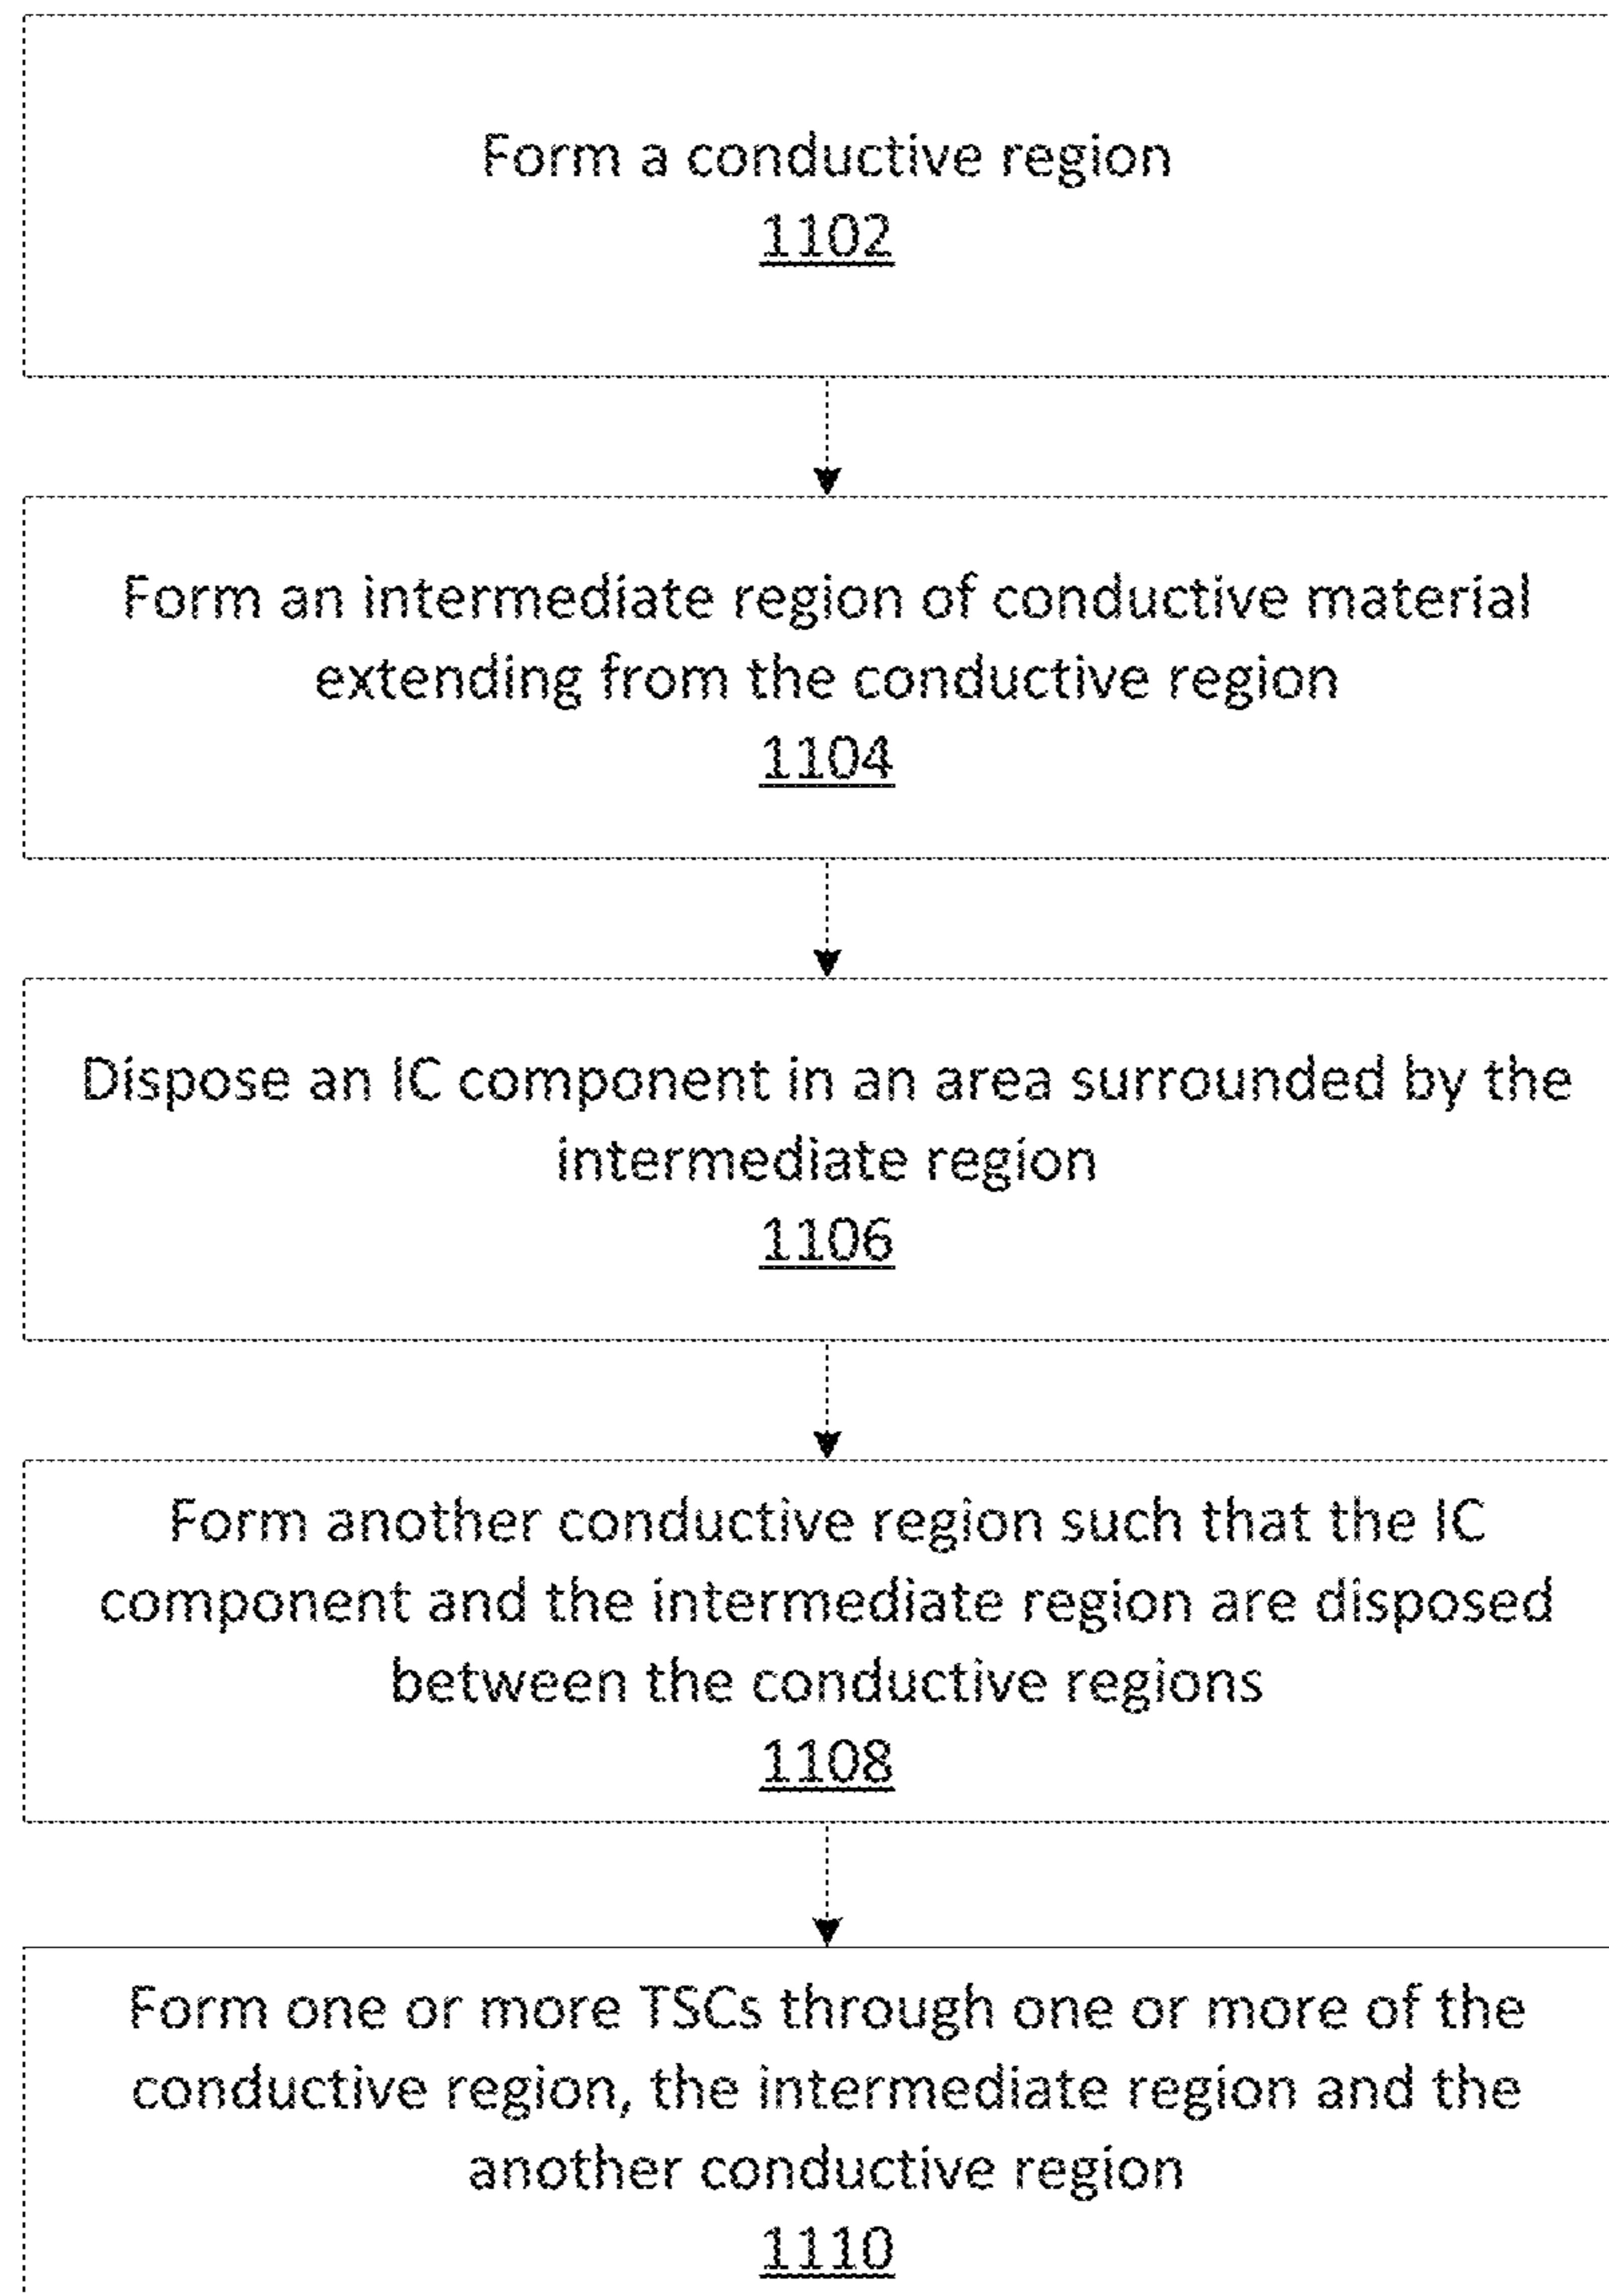 Form a conductive region
1102
Form an intermediate region of conductive material
extending from the conductive region
1104
Dispose an IC component in an area surrounded by the
intermediate region
1106
Form another conductive region such that the IC
component and the intermediate region are disposed
between the conductive regions
1108
Form one or more TSCs through one or more of the
conductive region, the intermediate region and the
another conductive region
1110